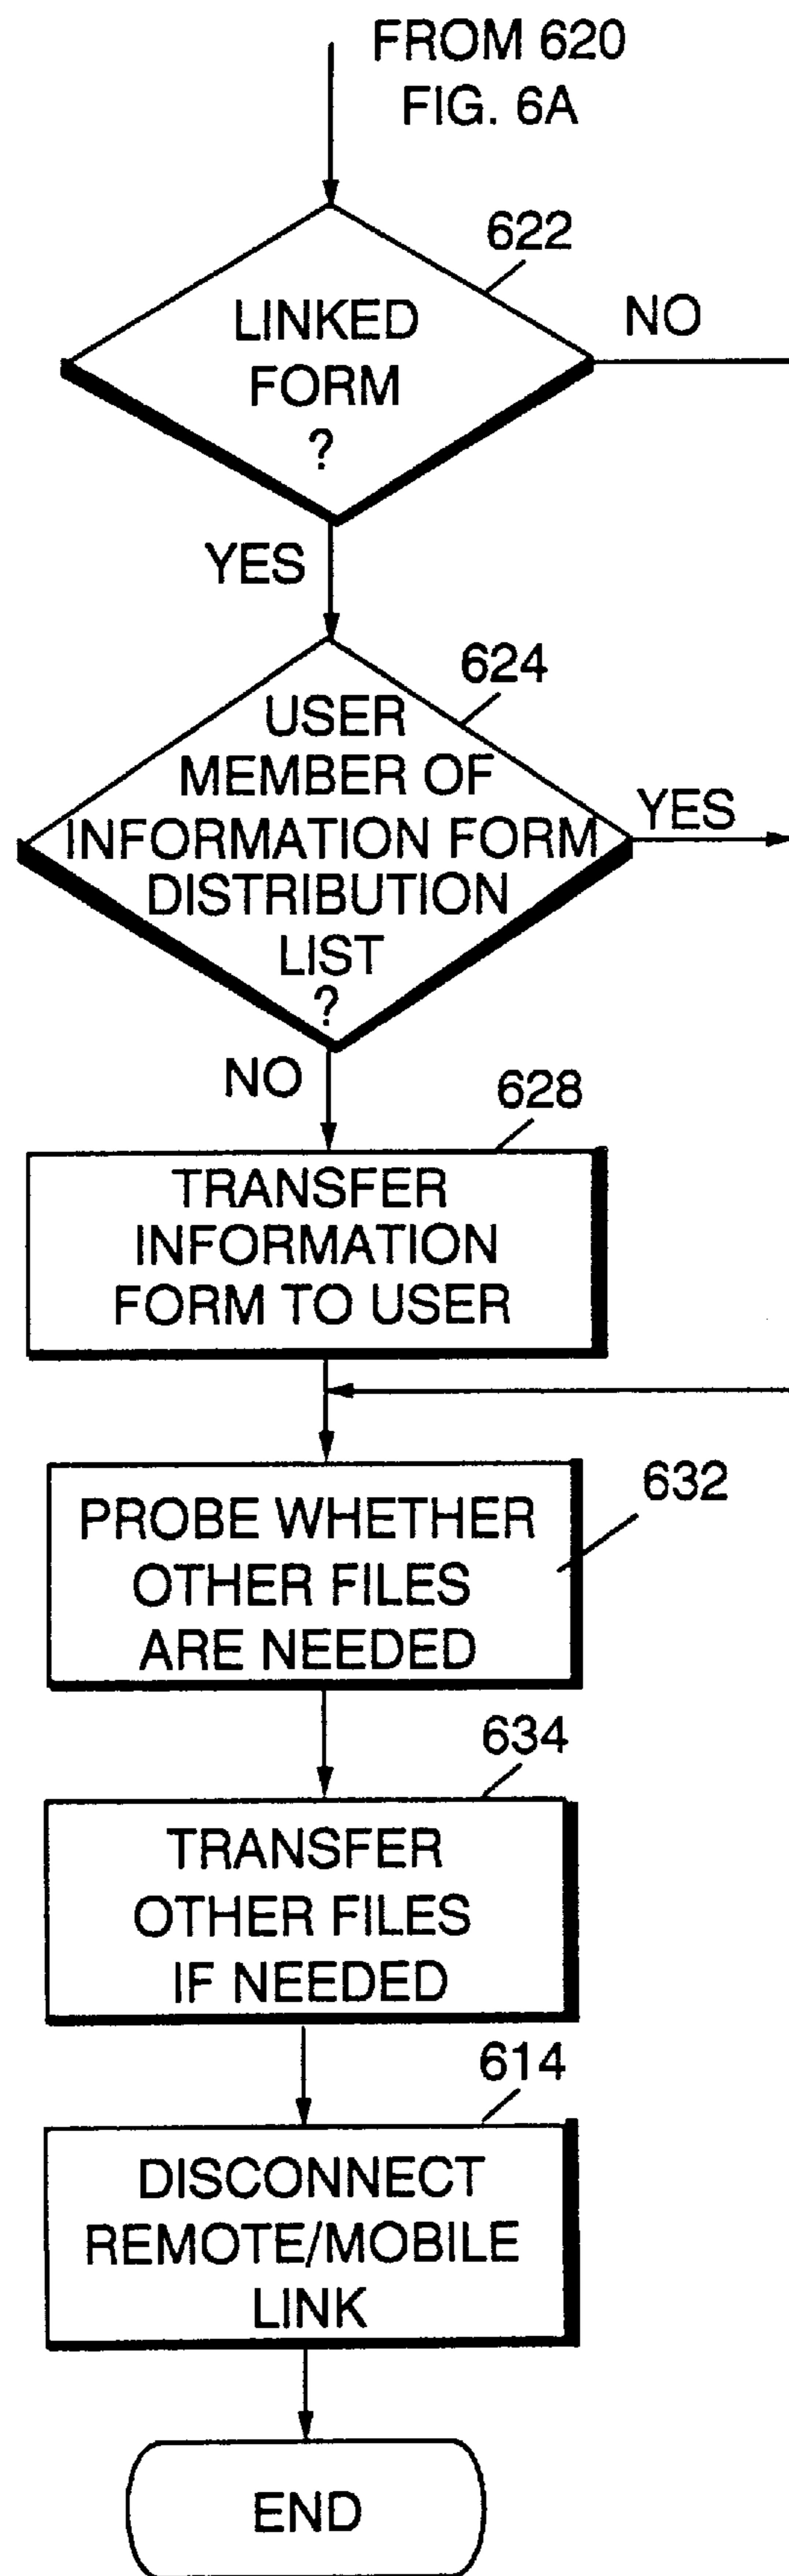 FROM 620
FIG. 6A
622
LINKED
FORM
?
NO
YES
624
USER
MEMBER OF
INFORMATION FORM
DISTRIBUTION
LIST
?
YES
NO
628
TRANSFER
INFORMATION
FORM TO USER
632
PROBE WHETHER
OTHER FILES
ARE NEEDED
634
TRANSFER
OTHER FILES
IF NEEDED
614
DISCONNECT
REMOTE/MOBILE
LINK
END